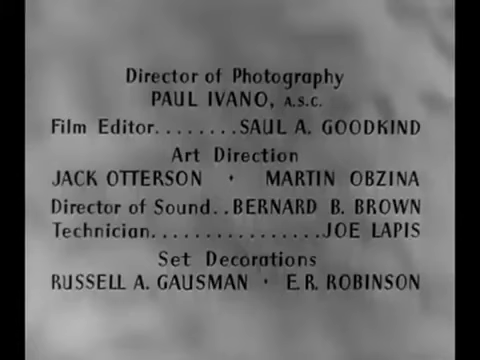 Director of Photography
PAUL IVANO, A.S.C.
Film Editor........SAUL A. GOODKIND
Art Direction
JACK OTTERSON · MARTIN OBZINA
Director of Sound..BERNARD B. BROWN
Technician................JOE LAPIS
Set Decorations
RUSSELL A. GAUSMAN · E.R. ROBINSON